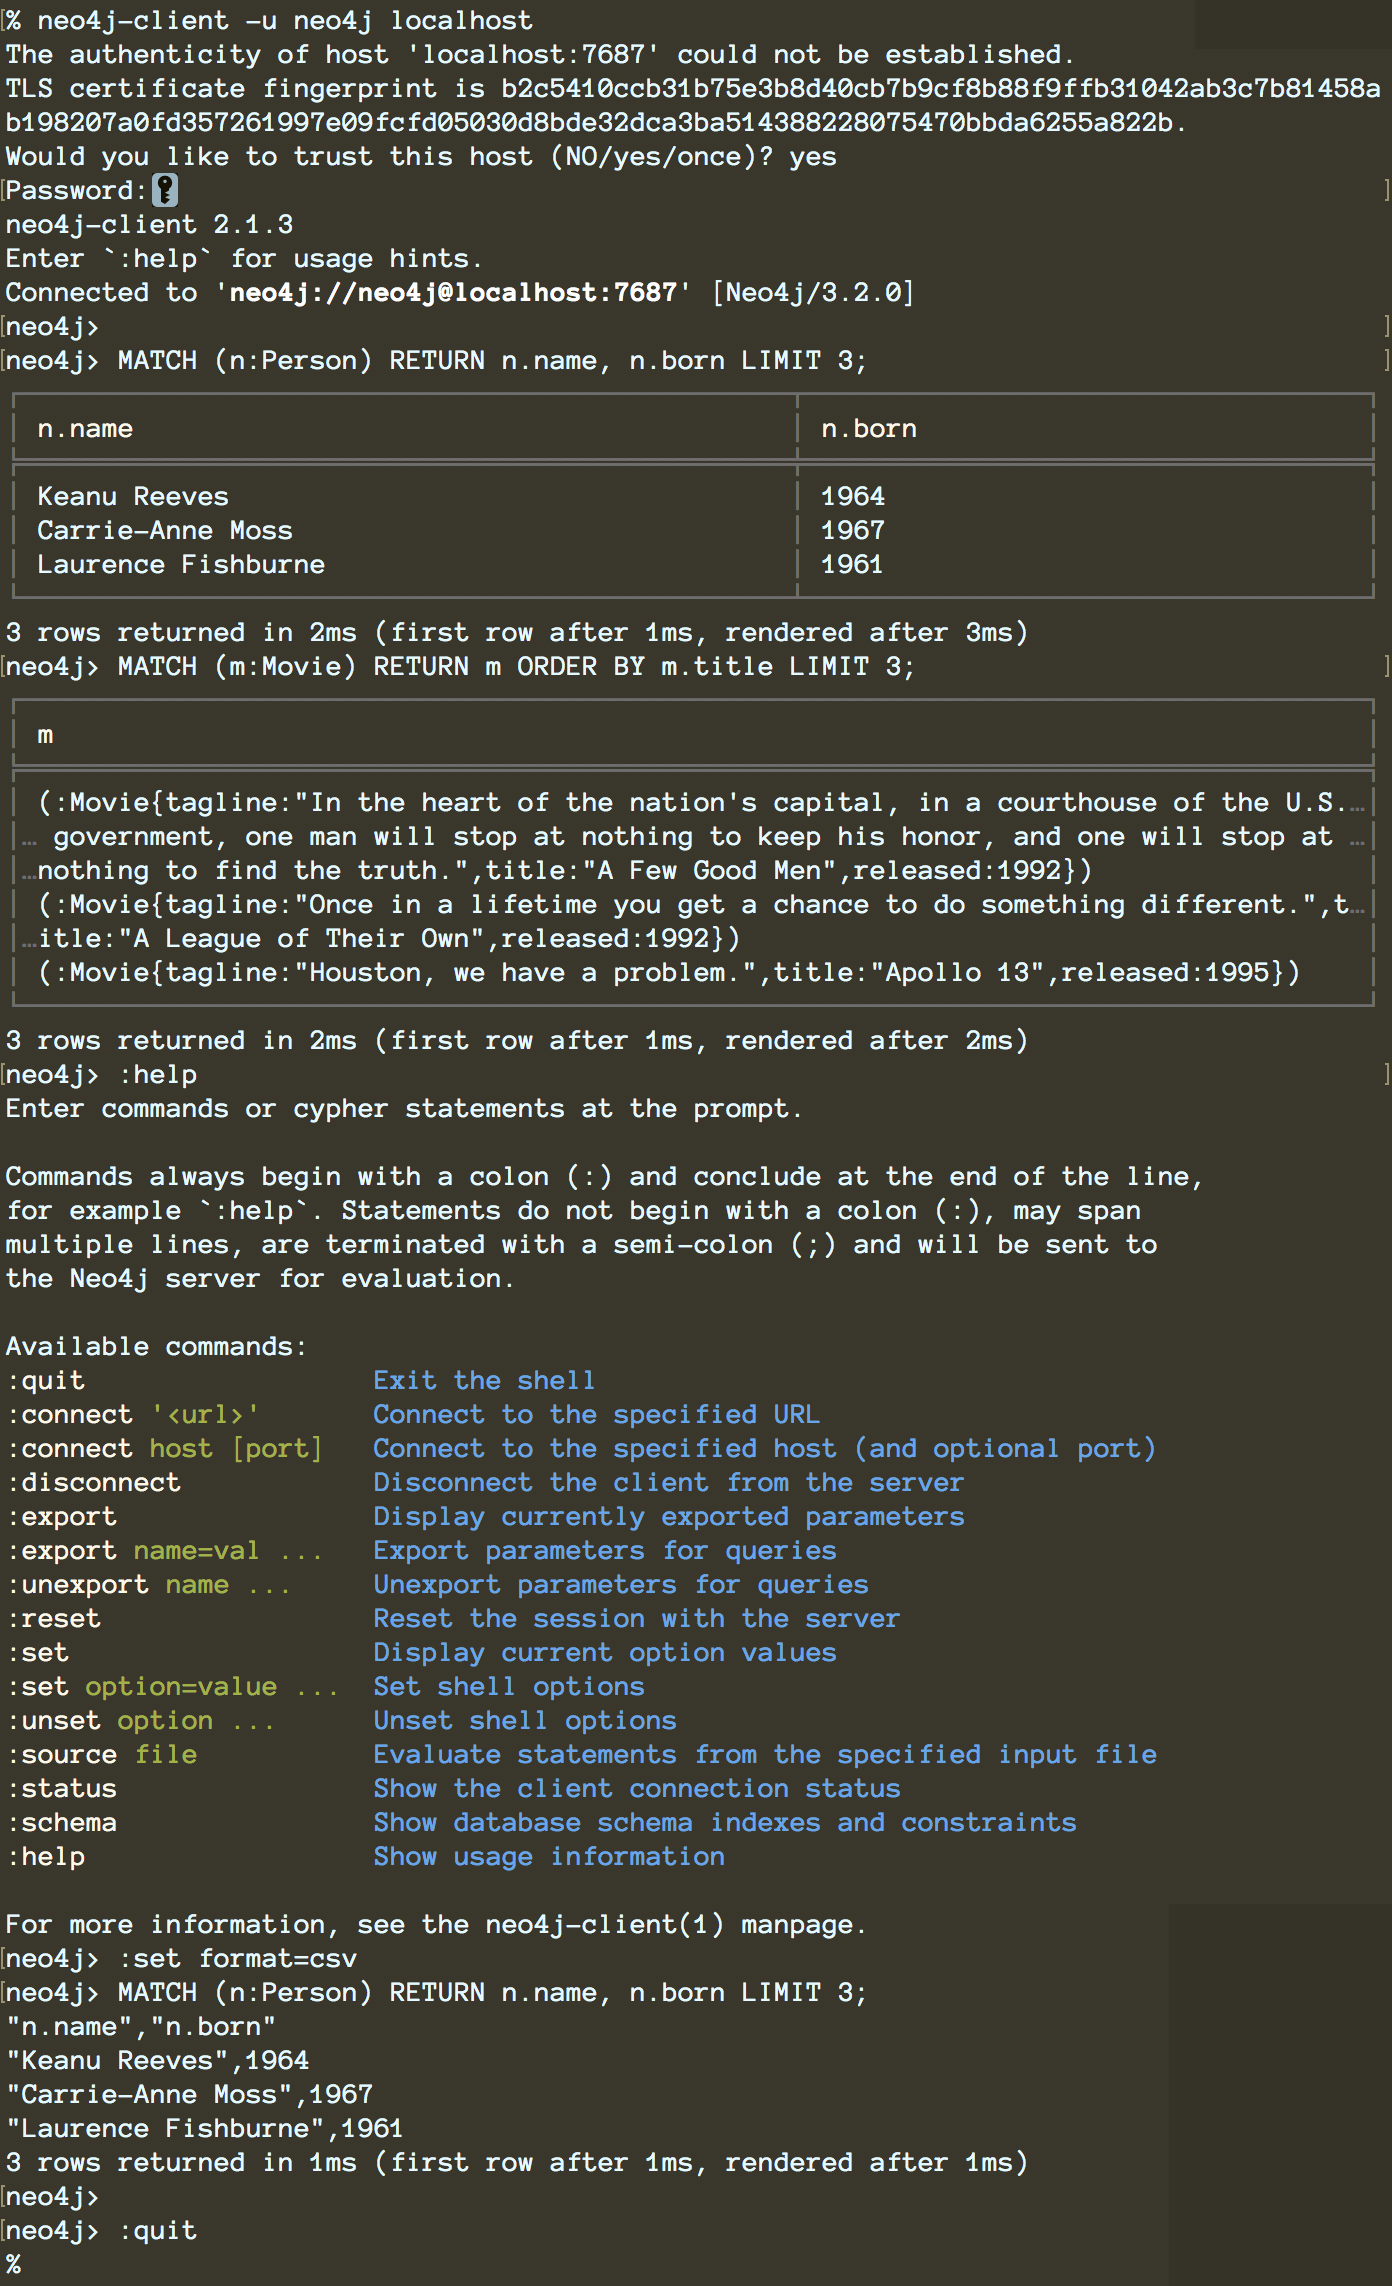 % neo4j-client -u neo4j localhost
The authenticity of host 'localhost:7687' could not be established.
TLS certificate fingerprint is b2c5410ccb31b75e3b8d40cb7b9cf8b88f9ffb31042ab3c7b81458a
b198207a0fd357261997e09fcfd05030d8bde32dca3ba514388228075470bbda6255a822b.
Would you like to trust this host (NO/yes/once)? yes
Password:
neo4j-client 2.1.3
Enter `:help` for usage hints.
Connected to 'neo4j://neo4j@localhost:7687' [Neo4j/3.2.0]
neo4j>
neo4j> MATCH (n:Person) RETURN n.name, n.born LIMIT 3;
n.name n.born
Keanu Reeves 1964
Carrie-Anne Moss 1967
Laurence Fishburne 1961
3 rows returned in 2ms (first row after 1ms, rendered after 3ms)
neo4j> MATCH (m:Movie) RETURN m ORDER BY m.title LIMIT 3;
m
(:Movie{tagline:"In the heart of the nation's capital, in a courthouse of the U.S.…
… government, one man will stop at nothing to keep his honor, and one will stop at …
…nothing to find the truth.",title:"A Few Good Men",released:1992})
(:Movie{tagline:"Once in a lifetime you get a chance to do something different.",t…
…itle:"A League of Their Own",released:1992})
(:Movie{tagline:"Houston, we have a problem.",title:"Apollo 13",released:1995})
3 rows returned in 2ms (first row after 1ms, rendered after 2ms)
neo4j> :help
Enter commands or cypher statements at the prompt.
Commands always begin with a colon (:) and conclude at the end of the line,
for example `:help`. Statements do not begin with a colon (:), may span
multiple lines, are terminated with a semi-colon (;) and will be sent to
the Neo4j server for evaluation.
Available commands:
:quit Exit the shell
:connect '<url>' Connect to the specified URL
:connect host [port] Connect to the specified host (and optional port)
:disconnect Disconnect the client from the server
:export Display currently exported parameters
:export name=val ... Export parameters for queries
:unexport name ... Unexport parameters for queries
:reset Reset the session with the server
:set Display current option values
:set option=value ... Set shell options
:unset option ... Unset shell options
:source file Evaluate statements from the specified input file
:status Show the client connection status
:schema Show database schema indexes and constraints
:help Show usage information
For more information, see the neo4j-client(1) manpage.
neo4j> :set format=csv
neo4j> MATCH (n:Person) RETURN n.name, n.born LIMIT 3;
"n.name","n.born"
"Keanu Reeves",1964
"Carrie-Anne Moss",1967
"Laurence Fishburne",1961
3 rows returned in 1ms (first row after 1ms, rendered after 1ms)
neo4j>
neo4j> :quit
%